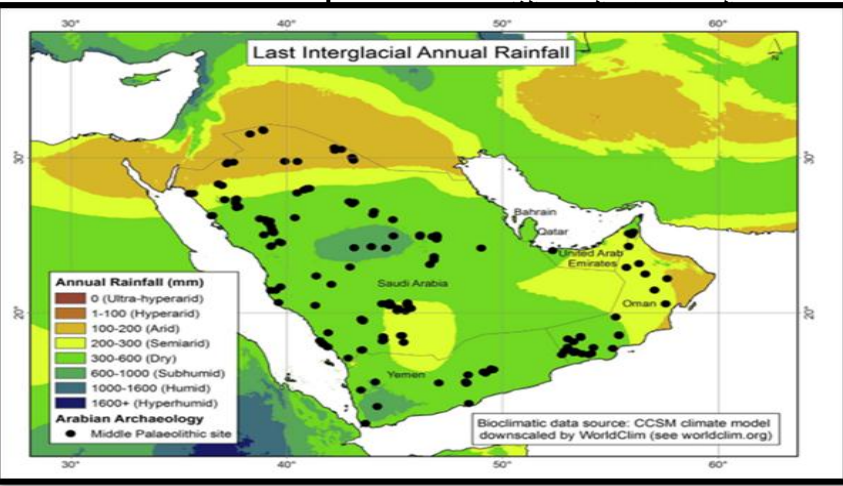 30° 40° 50° 60°
Last Interglacial Annual Rainfall
N
30° 30°
Bahrain
Qatar
United Arab
Emirates
Saudi Arabia
Oman
20° 20°
Yemen
Annual Rainfall (mm)
0 (Ultra-hyperarid)
1-100 (Hyperarid)
100-200 (Arid)
200-300 (Semiarid)
300-600 (Dry)
600-1000 (Subhumid)
1000-1600 (Humid)
1600+ (Hyperhumid)
Arabian Archaeology
Middle Palaeolithic site
Bioclimatic data source: CCSM climate model
downscaled by WorldClim (see worldclim.org)
30° 40° 50° 60°